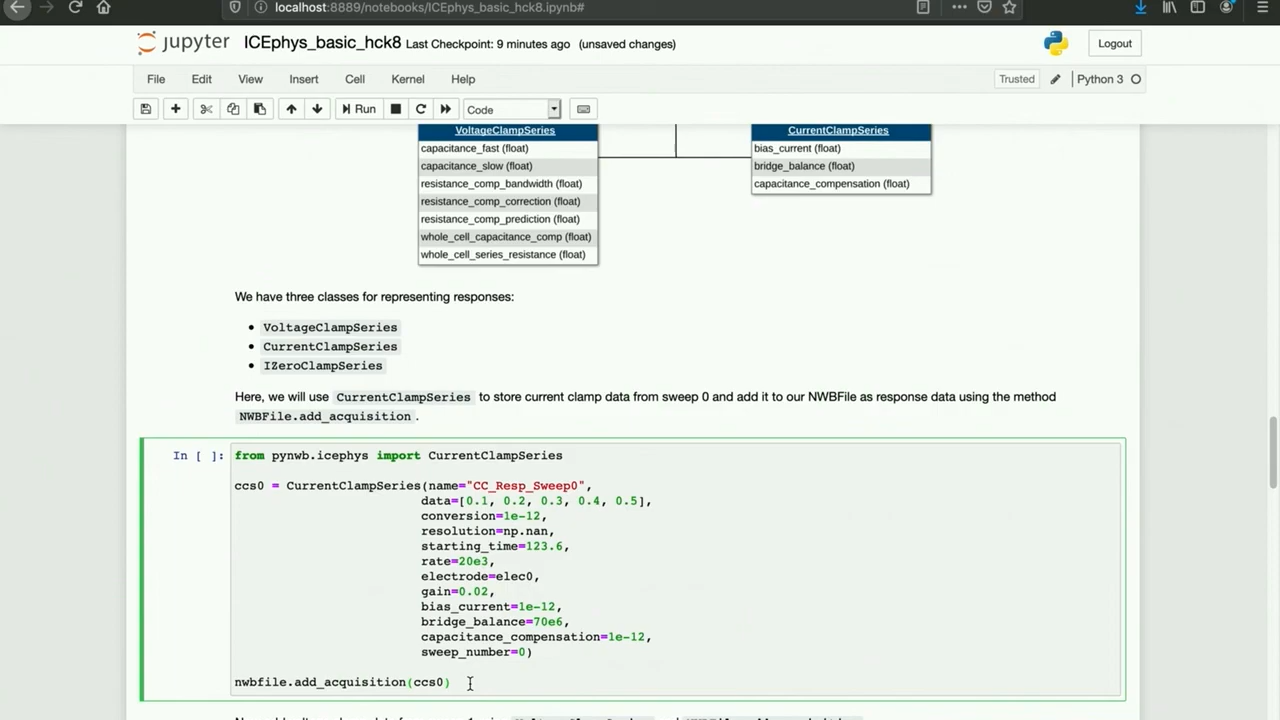 localhost:8889/notebooks/ICEphys_basic_hck8.ipynb#
jupyter ICEphys_basic_hck8 Last Checkpoint: 9 minutes ago (unsaved changes)
Logout
File Edit View Insert Cell Kernel Help
Trusted Python 3
Run Code
VoltageClampSeries
capacitance_fast (float)
capacitance_slow (float)
resistance_comp_bandwidth (float)
resistance_comp_correction (float)
resistance_comp_prediction (float)
whole_cell_capacitance_comp (float)
whole_cell_series_resistance (float)
CurrentClampSeries
bias_current (float)
bridge_balance (float)
capacitance_compensation (float)
We have three classes for representing responses:
• VoltageClampSeries
• CurrentClampSeries
• IZeroClampSeries
Here, we will use CurrentClampSeries to store current clamp data from sweep 0 and add it to our NWBFile as response data using the method
NWBFile.add_acquisition .
In [ ]: from pynwb.icephys import CurrentClampSeries
ccs0 = CurrentClampSeries(name="CC_Resp_Sweep0",
data=[0.1, 0.2, 0.3, 0.4, 0.5],
conversion=1e-12,
resolution=np.nan,
starting_time=123.6,
rate=20e3,
electrode=elec0,
gain=0.02,
bias_current=1e-12,
bridge_balance=70e6,
capacitance_compensation=1e-12,
sweep_number=0)
nwbfile.add_acquisition(ccs0)